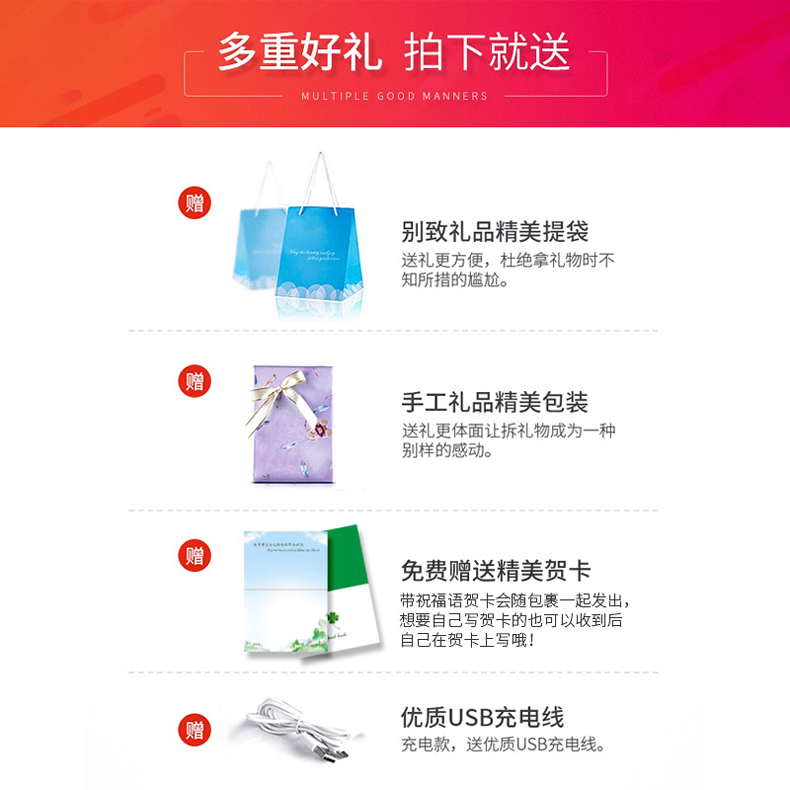 多重好礼 拍下就送
MULTIPLE GOOD MANNERS
赠
别致礼品精美提袋
送礼更方便，杜绝拿礼物时不
知所措的尴尬。
赠
手工礼品精美包装
送礼更体面让拆礼物成为一种
别样的感动。
赠
免费赠送精美贺卡
带祝福语贺卡会随包裹一起发出，
想要自己写贺卡的也可以收到后
自己在贺卡上写哦！
赠
优质USB充电线
充电款，送优质USB充电线。